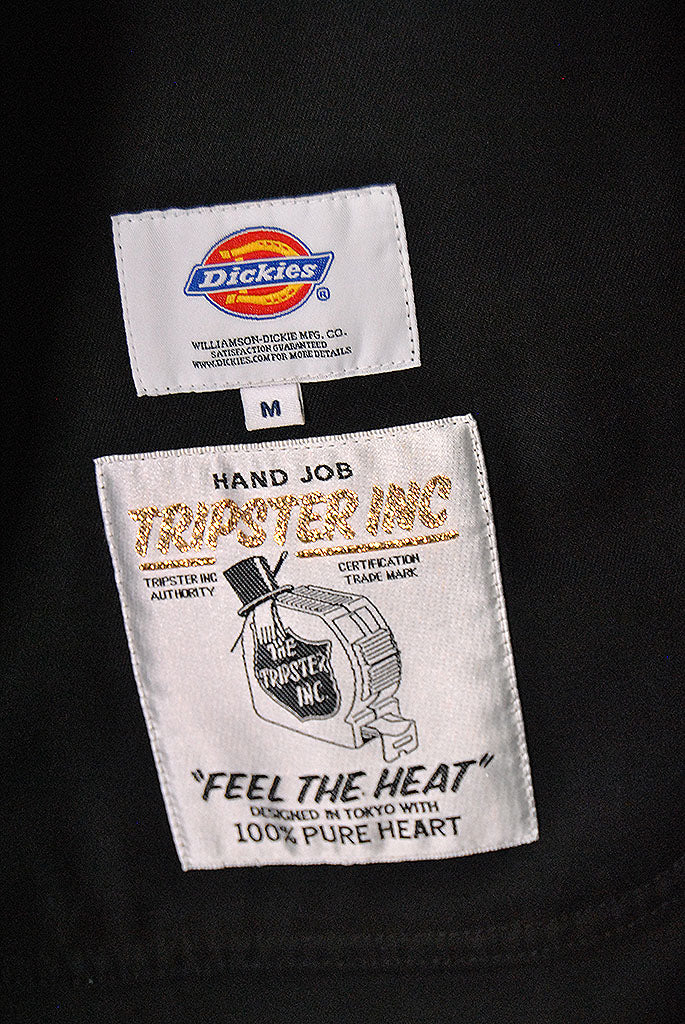 Dickies
®
WILLIAMSON-DICKIE MFG. CO.
SATISFACTION GUARANTEED
WWW.DICKIES.COM FOR MORE DETAILS
M
HAND JOB
TRIPSTER INC
TRIPSTER INC
AUTHORITY
CERTIFICATION
TRADE MARK
THE
TRIPSTER
INC.
"FEEL THE HEAT"
DESIGNED IN TOKYO WITH
100% PURE HEART